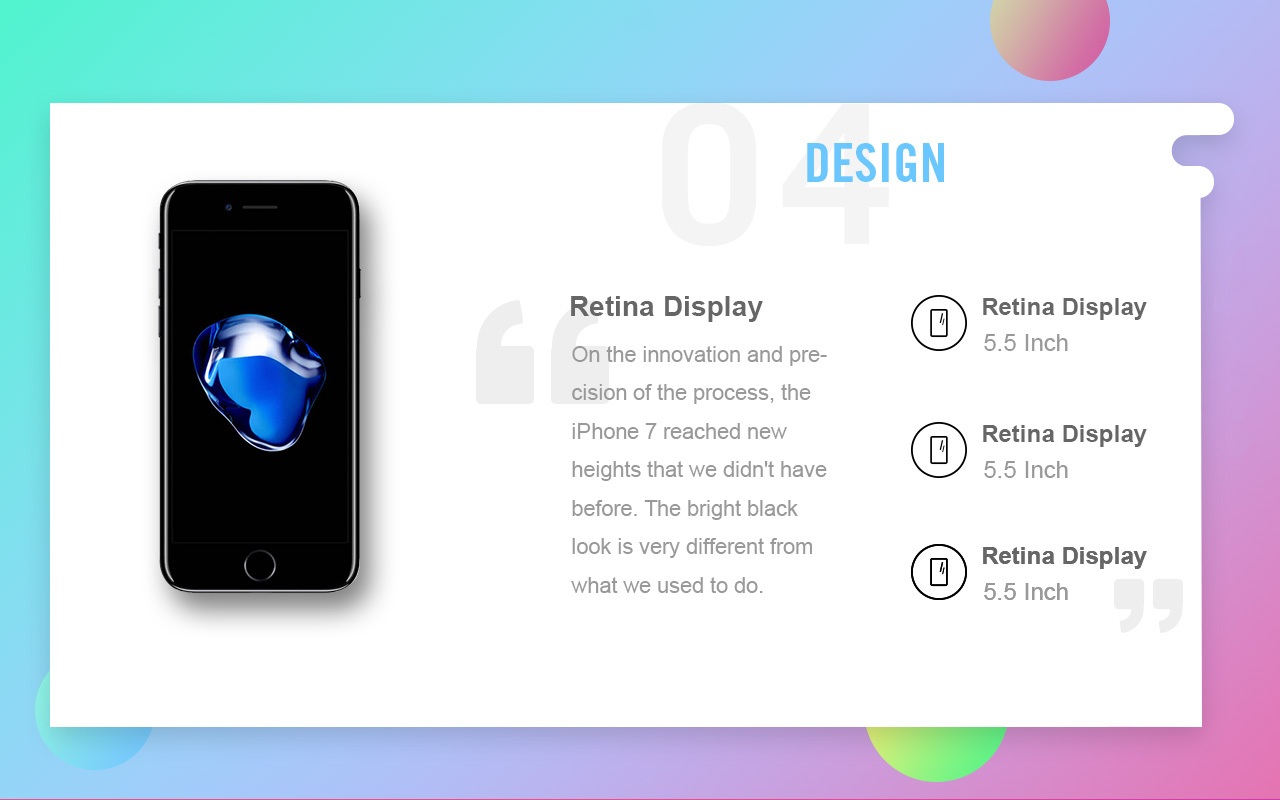 04
DESIGN
Retina Display
On the innovation and pre-
cision of the process, the
iPhone 7 reached new
heights that we didn't have
before. The bright black
look is very different from
what we used to do.
Retina Display
5.5 Inch
Retina Display
5.5 Inch
Retina Display
5.5 Inch